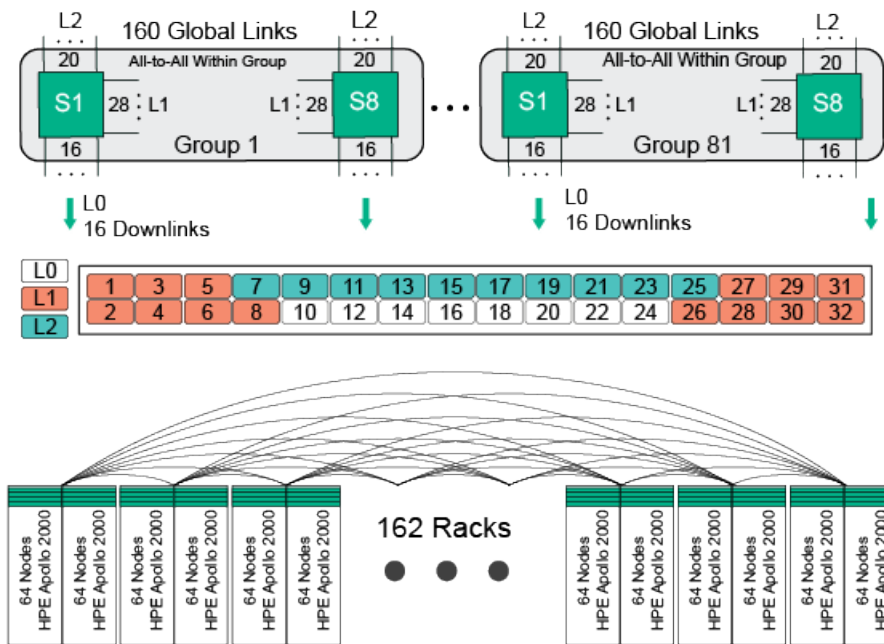 L2
160 Global Links
L2
L2
160 Global Links
L2
. . .
. . .
. . .
. . .
20
All-to-All Within Group
20
20
All-to-All Within Group
20
S1
28
L1
L1
28
S8
. . .
S1
28
L1
L1
28
S8
16
Group 1
16
16
Group 81
16
. . .
. . .
. . .
. . .
L0
16 Downlinks
L0
16 Downlinks
L0
L1
L2
1 3 5 7 9 11 13 15 17 19 21 23 25 27 29 31
2 4 6 8 10 12 14 16 18 20 22 24 26 28 30 32
64 Nodes
HPE Apollo 2000
64 Nodes
HPE Apollo 2000
64 Nodes
HPE Apollo 2000
64 Nodes
HPE Apollo 2000
64 Nodes
HPE Apollo 2000
64 Nodes
HPE Apollo 2000
162 Racks
64 Nodes
HPE Apollo 2000
64 Nodes
HPE Apollo 2000
64 Nodes
HPE Apollo 2000
64 Nodes
HPE Apollo 2000
64 Nodes
HPE Apollo 2000
64 Nodes
HPE Apollo 2000